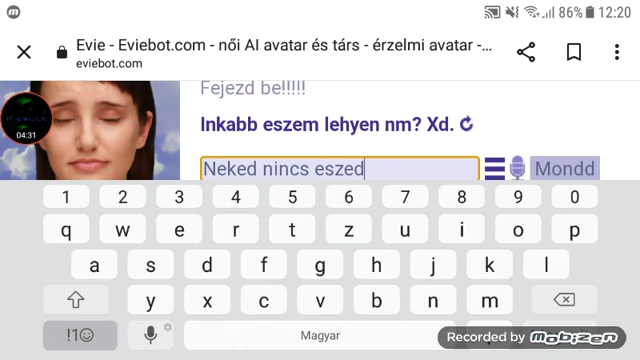 m
86%
12:20
Evie - Eviebot.com - női AI avatar és társ - érzelmi avatar -...
eviebot.com
Fejezd be!!!!!
04:31
Inkabb eszem lehyen nm? Xd.
Neked nincs eszed
Mondd
1 2 3 4 5 6 7 8 9 0
q w e r t z u i o p
a s d f g h j k l
y x c v b n m
!1☺
Magyar
Recorded by Mobizen